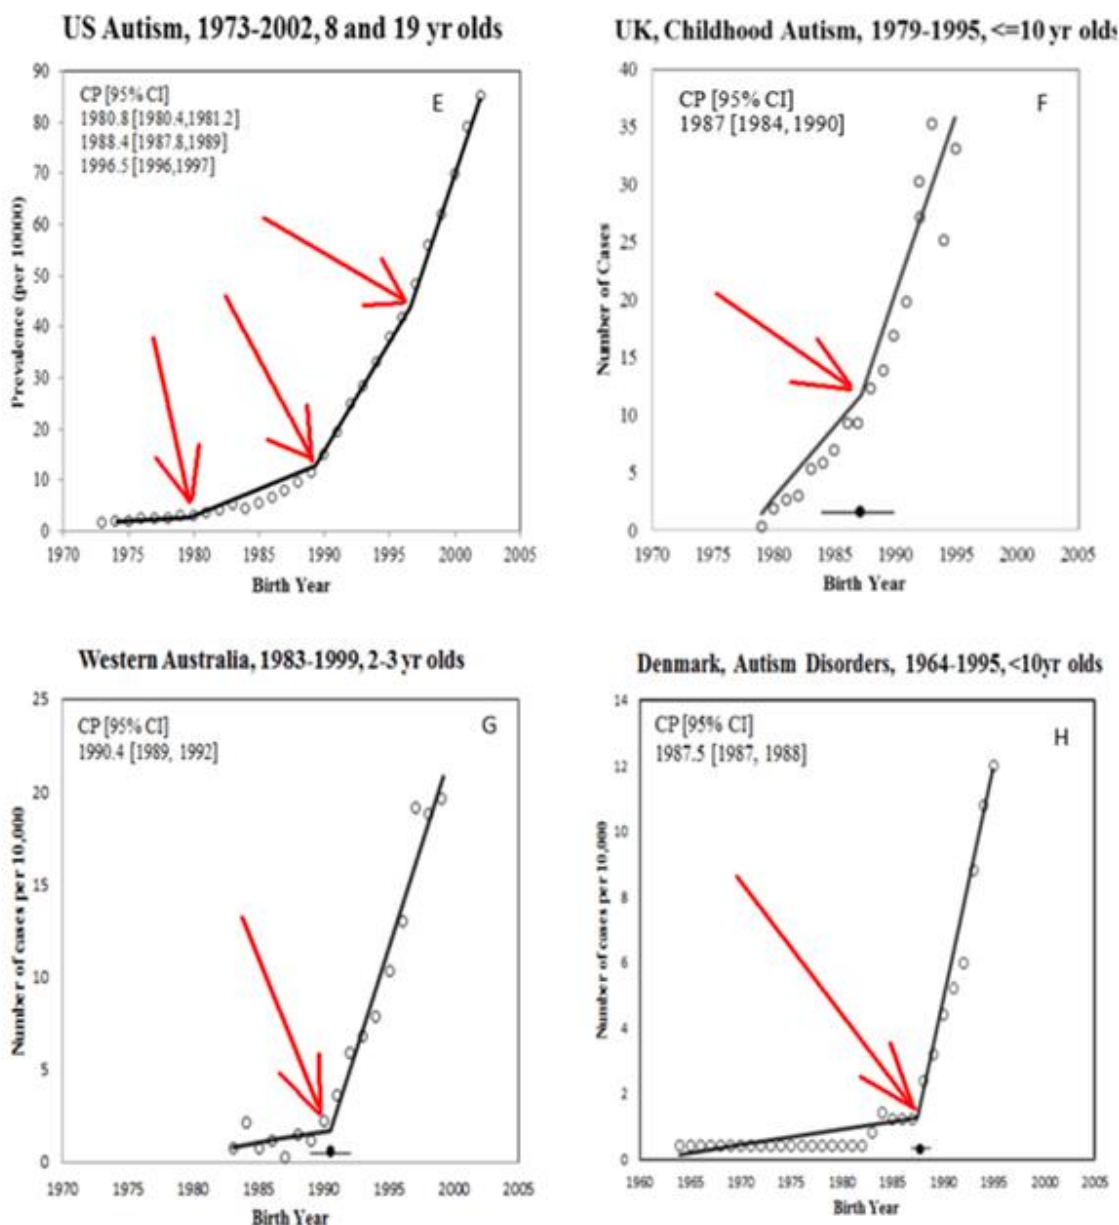 US Autism, 1973-2002, 8 and 19 yr olds
CP [95% CI]
1980.8 [1980.4,1981.2]
1988.4 [1987.8,1989]
1996.5 [1996,1997]
E
Prevalence (per 10000)
90
80
70
60
50
40
30
20
10
0
1970 1975 1980 1985 1990 1995 2000 2005
Birth Year
UK, Childhood Autism, 1979-1995, <=10 yr olds
CP [95% CI]
1987 [1984, 1990]
F
Number of Cases
40
35
30
25
20
15
10
5
0
1970 1975 1980 1985 1990 1995 2000 2005
Birth Year
Western Australia, 1983-1999, 2-3 yr olds
CP [95% CI]
1990.4 [1989, 1992]
G
Number of cases per 10,000
25
20
15
10
5
0
1970 1975 1980 1985 1990 1995 2000 2005
Birth Year
Denmark, Autism Disorders, 1964-1995, <10yr olds
CP [95% CI]
1987.5 [1987, 1988]
H
Number of cases per 10,000
14
12
10
8
6
4
2
0
1960 1965 1970 1975 1980 1985 1990 1995 2000 2005
Birth Year